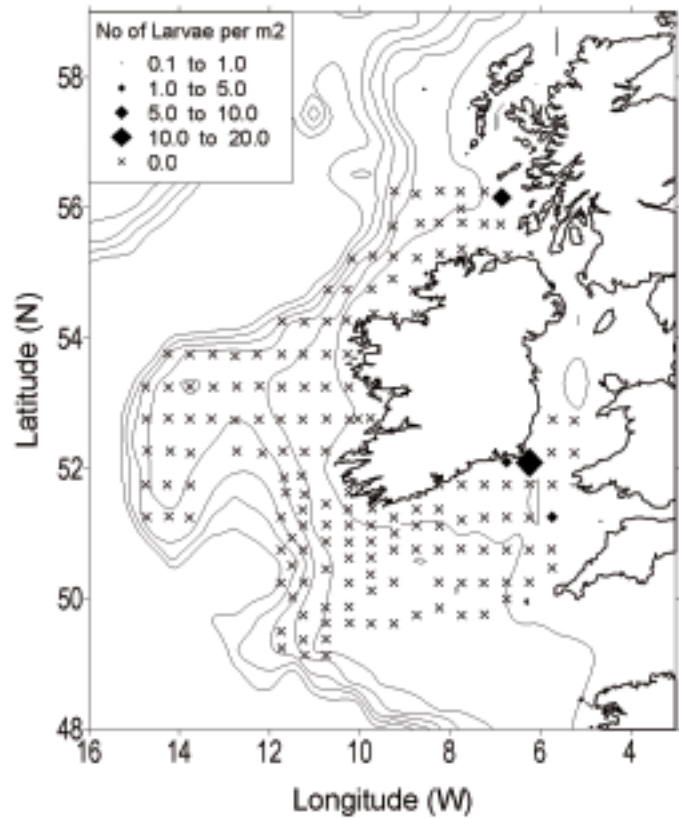 No of Larvae per m2
0.1 to 1.0
1.0 to 5.0
5.0 to 10.0
10.0 to 20.0
0.0
58
56
54
52
50
48
Latitude (N)
16 14 12 10 8 6 4
Longitude (W)